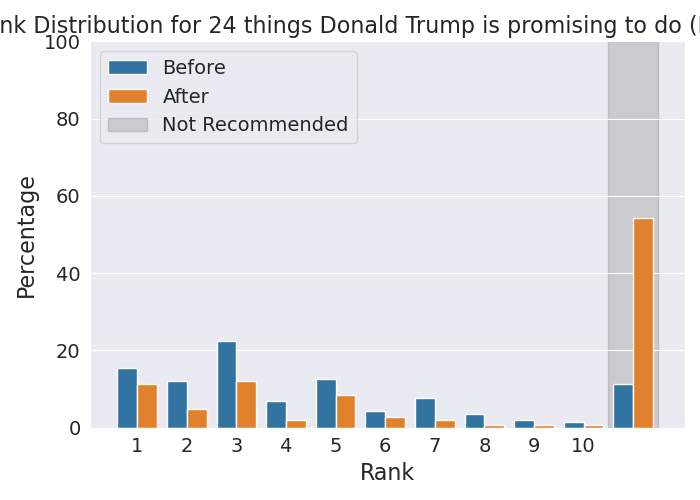 nk Distribution for 24 things Donald Trump is promising to do (
100
80
60
40
20
0
Percentage
Before
After
Not Recommended
1 2 3 4 5 6 7 8 9 10
Rank